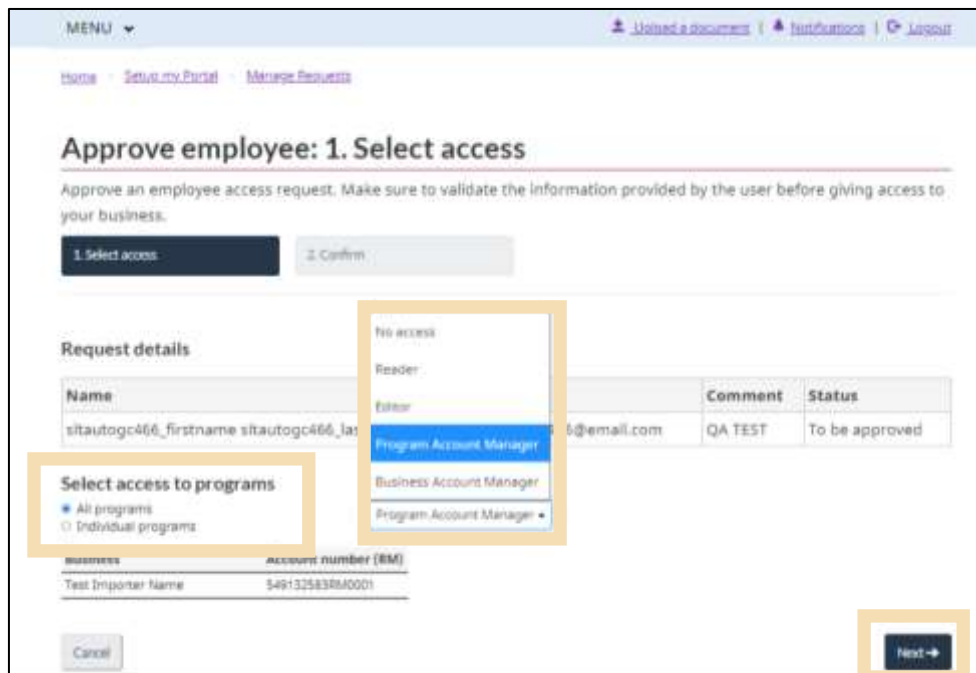 MENU
Upload a document | Notifications | Logout
Home Setup my Portal Manage Requests
Approve employee: 1. Select access
Approve an employee access request. Make sure to validate the information provided by the user before giving access to
your business.
1. Select access 2. Confirm
Request details
No access
Reader
Editor
Program Account Manager
Business Account Manager
Program Account Manager
Name Comment Status
sitautogc466_firstname sitautogc466_las 6@email.com QA TEST To be approved
Select access to programs
All programs
Individual programs
Business Account number (RM)
Test Importer Name 549132583RM0001
Cancel Next